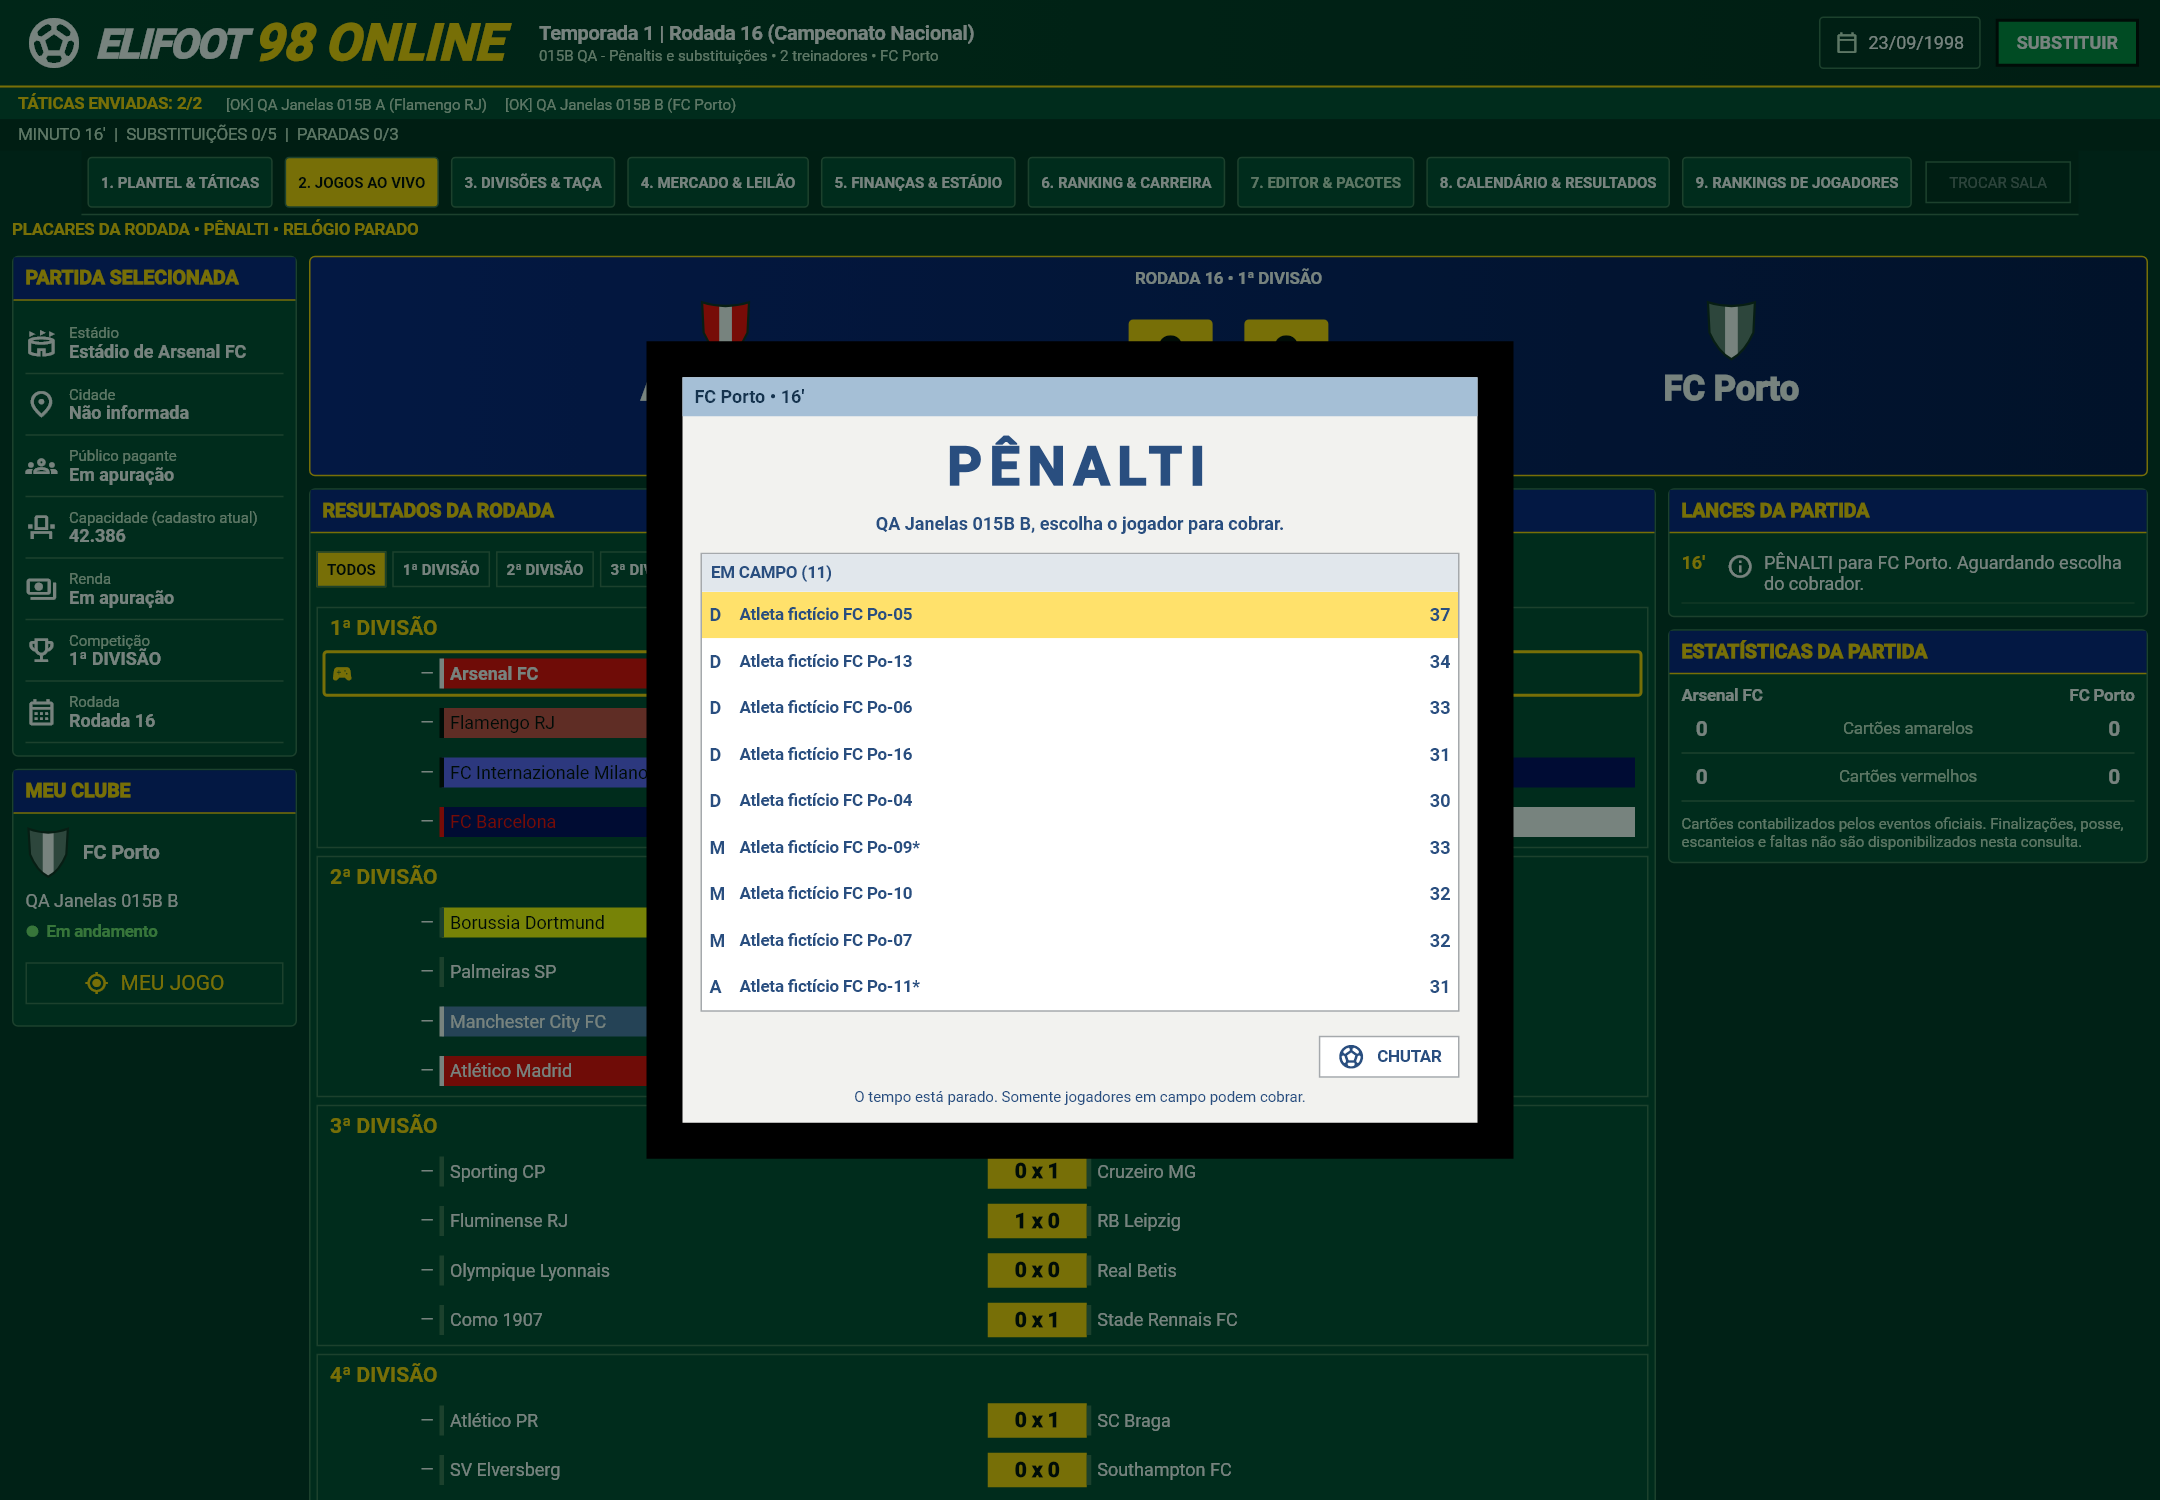 ELIFOOT 98 ONLINE
Temporada 1 | Rodada 16 (Campeonato Nacional)
015B QA - Pênaltis e substituições • 2 treinadores • FC Porto
23/09/1998
SUBSTITUIR
TÁTICAS ENVIADAS: 2/2 [OK] QA Janelas 015B A (Flamengo RJ) [OK] QA Janelas 015B B (FC Porto)
MINUTO 16' | SUBSTITUIÇÕES 0/5 | PARADAS 0/3
1. PLANTEL & TÁTICAS
2. JOGOS AO VIVO
3. DIVISÕES & TAÇA
4. MERCADO & LEILÃO
5. FINANÇAS & ESTÁDIO
6. RANKING & CARREIRA
7. EDITOR & PACOTES
8. CALENDÁRIO & RESULTADOS
9. RANKINGS DE JOGADORES
TROCAR SALA
PLACARES DA RODADA • PÊNALTI • RELÓGIO PARADO
PARTIDA SELECIONADA
Estádio
Estádio de Arsenal FC
Cidade
Não informada
Público pagante
Em apuração
Capacidade (cadastro atual)
42.386
Renda
Em apuração
Competição
1ª DIVISÃO
Rodada
Rodada 16
MEU CLUBE
FC Porto
QA Janelas 015B B
Em andamento
MEU JOGO
RODADA 16 • 1ª DIVISÃO
FC Porto
RESULTADOS DA RODADA
TODOS
1ª DIVISÃO
2ª DIVISÃO
3ª DI
1ª DIVISÃO
– Arsenal FC
– Flamengo RJ
– FC Internazionale Milano
– FC Barcelona
2ª DIVISÃO
– Borussia Dortmund
– Palmeiras SP
– Manchester City FC
– Atlético Madrid
3ª DIVISÃO
– Sporting CP 0 x 1 Cruzeiro MG
– Fluminense RJ 1 x 0 RB Leipzig
– Olympique Lyonnais 0 x 0 Real Betis
– Como 1907 0 x 1 Stade Rennais FC
4ª DIVISÃO
– Atlético PR 0 x 1 SC Braga
– SV Elversberg 0 x 0 Southampton FC
FC Porto • 16'
PÊNALTI
QA Janelas 015B B, escolha o jogador para cobrar.
EM CAMPO (11)
D Atleta fictício FC Po-05 37
D Atleta fictício FC Po-13 34
D Atleta fictício FC Po-06 33
D Atleta fictício FC Po-16 31
D Atleta fictício FC Po-04 30
M Atleta fictício FC Po-09* 33
M Atleta fictício FC Po-10 32
M Atleta fictício FC Po-07 32
A Atleta fictício FC Po-11* 31
CHUTAR
O tempo está parado. Somente jogadores em campo podem cobrar.
LANCES DA PARTIDA
16' PÊNALTI para FC Porto. Aguardando escolha
do cobrador.
ESTATÍSTICAS DA PARTIDA
Arsenal FC FC Porto
0 Cartões amarelos 0
0 Cartões vermelhos 0
Cartões contabilizados pelos eventos oficiais. Finalizações, posse,
escanteios e faltas não são disponibilizados nesta consulta.